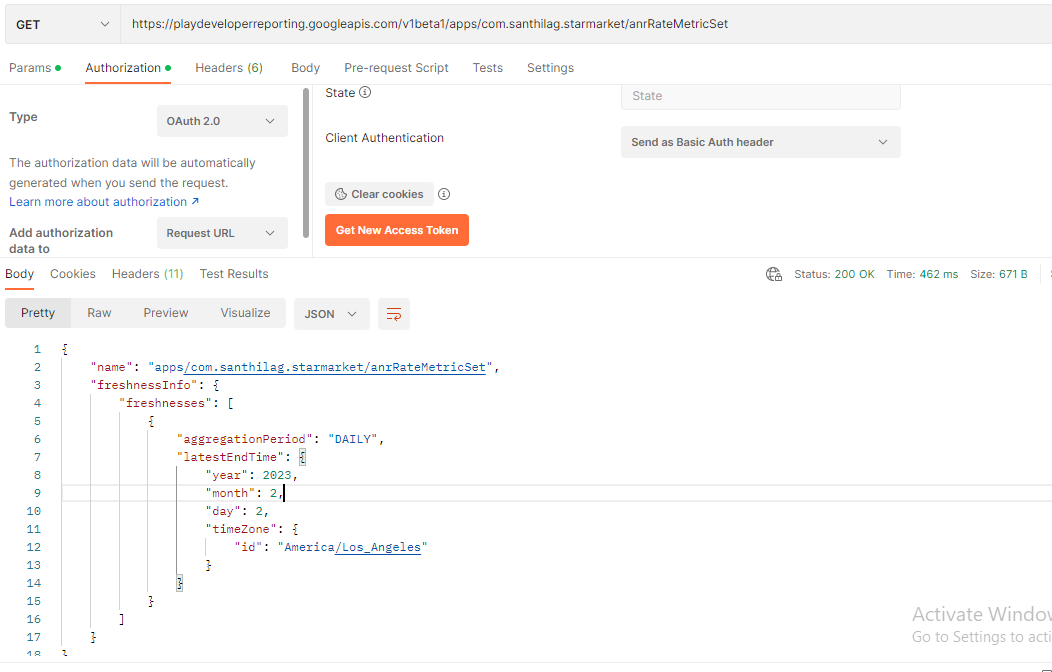 GET https://playdeveloperreporting.googleapis.com/v1beta1/apps/com.santhilag.starmarket/anrRateMetricSet
Params Authorization Headers (6) Body Pre-request Script Tests Settings
Type
OAuth 2.0
The authorization data will be automatically
generated when you send the request.
Learn more about authorization ↗
Add authorization
data to
Request URL
State
State
Client Authentication
Send as Basic Auth header
Clear cookies
Get New Access Token
Body Cookies Headers (11) Test Results
Status: 200 OK Time: 462 ms Size: 671 B
Pretty Raw Preview Visualize JSON
1 {
2 "name": "apps/com.santhilag.starmarket/anrRateMetricSet",
3 "freshnessInfo": {
4 "freshnesses": [
5 {
6 "aggregationPeriod": "DAILY",
7 "latestEndTime": {
8 "year": 2023,
9 "month": 2,
10 "day": 2,
11 "timeZone": {
12 "id": "America/Los_Angeles"
13 }
14 }
15 }
16 ]
17 }
18 }
Activate Window
Go to Settings to acti